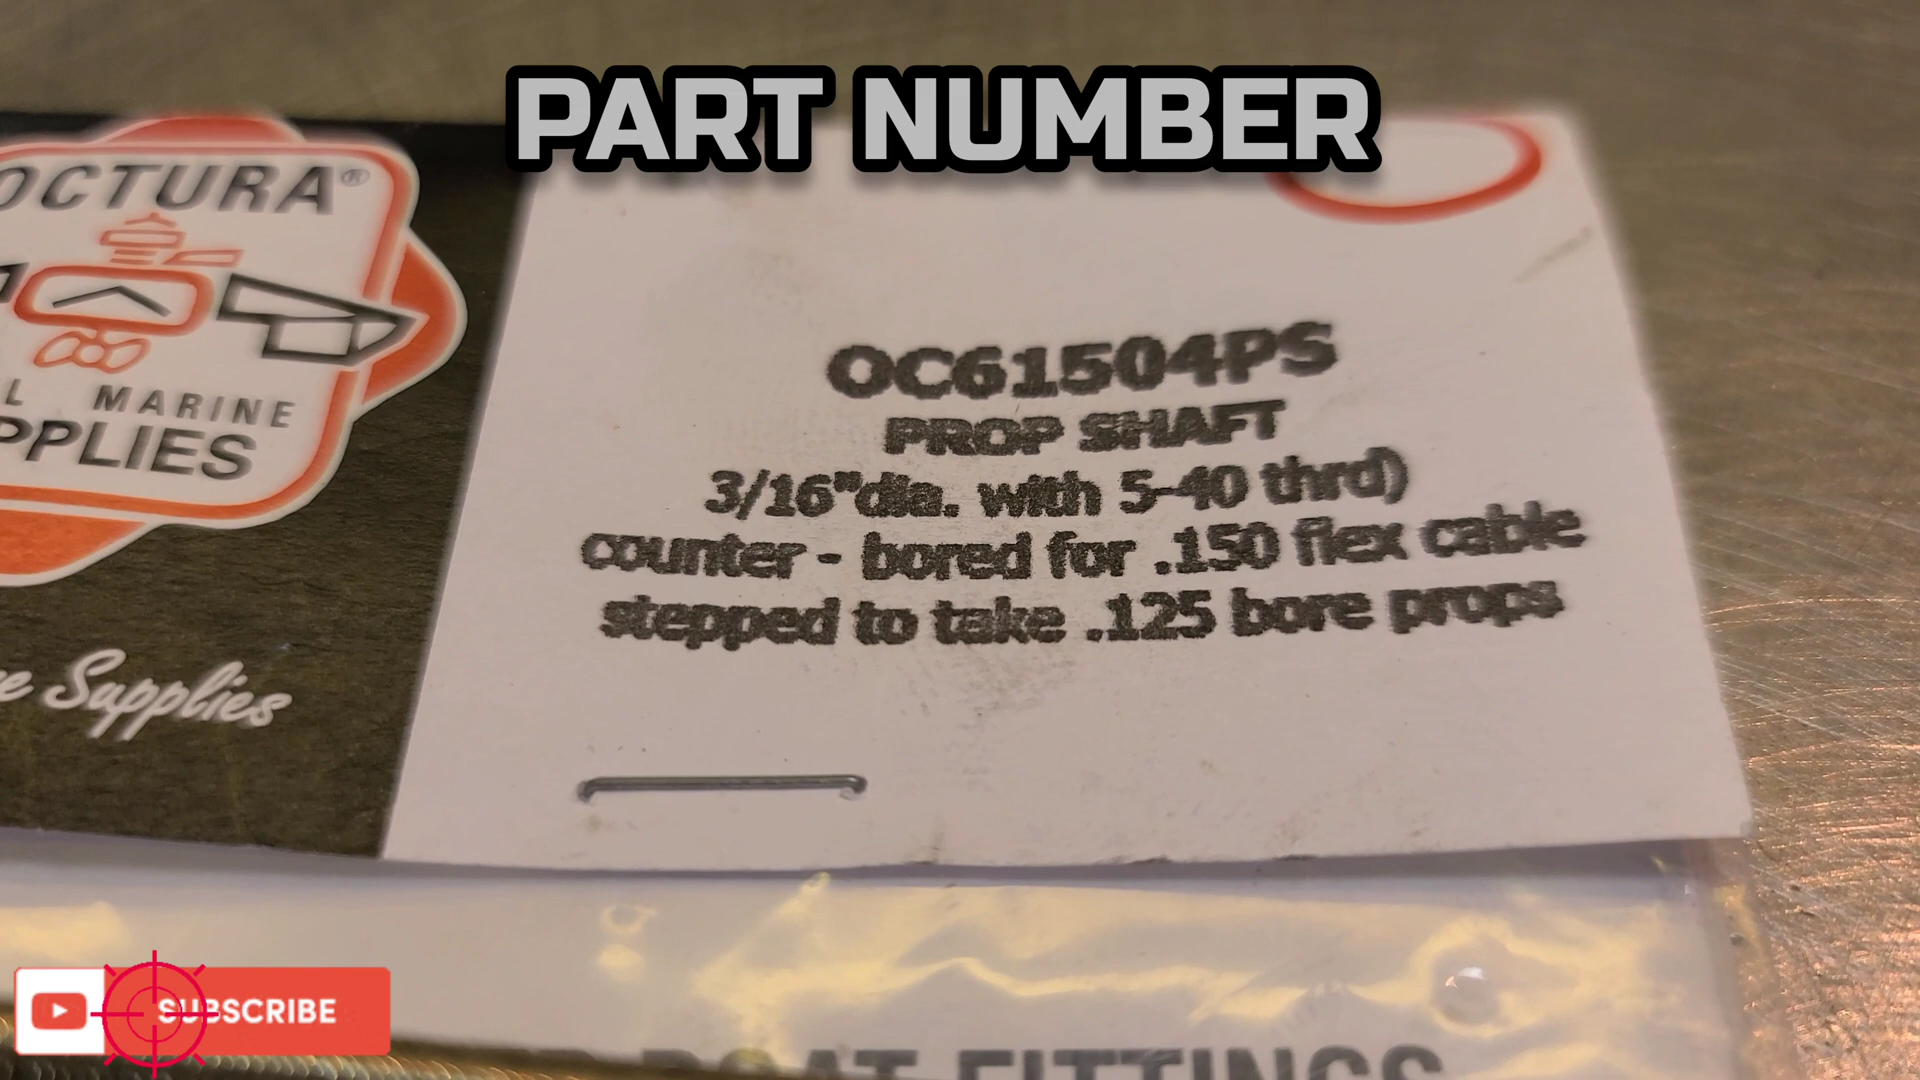 PART NUMBER
OCTURA®
MARINE
PPLIES
Supplies
OC61504PS
PROP SHAFT
3/16"dia. with 5-40 thrd)
counter - bored for .150 flex cable
stepped to take .125 bore props
SUBSCRIBE
FITTINGS